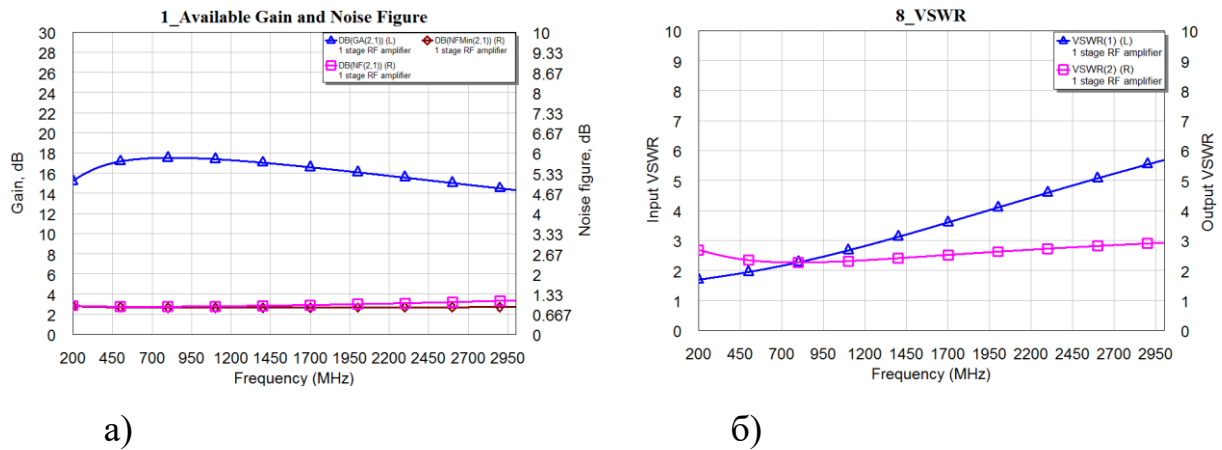 1_Available Gain and Noise Figure
DB(GA(2,1)) (L)
1 stage RF amplifier
DB(NFMin(2,1)) (R)
1 stage RF amplifier
DB(NF(2,1)) (R)
1 stage RF amplifier
30
28
26
24
22
20
18
16
14
12
10
8
6
4
2
0
Gain, dB
10
9.33
8.67
8
7.33
6.67
6
5.33
4.67
4
3.33
2.67
2
1.33
0.667
0
Noise figure, dB
200 450 700 950 1200 1450 1700 1950 2200 2450 2700 2950
Frequency (MHz)
а)
8_VSWR
VSWR(1) (L)
1 stage RF amplifier
VSWR(2) (R)
1 stage RF amplifier
10
9
8
7
6
5
4
3
2
1
0
Input VSWR
10
9
8
7
6
5
4
3
2
1
0
Output VSWR
200 450 700 950 1200 1450 1700 1950 2200 2450 2700 2950
Frequency (MHz)
б)